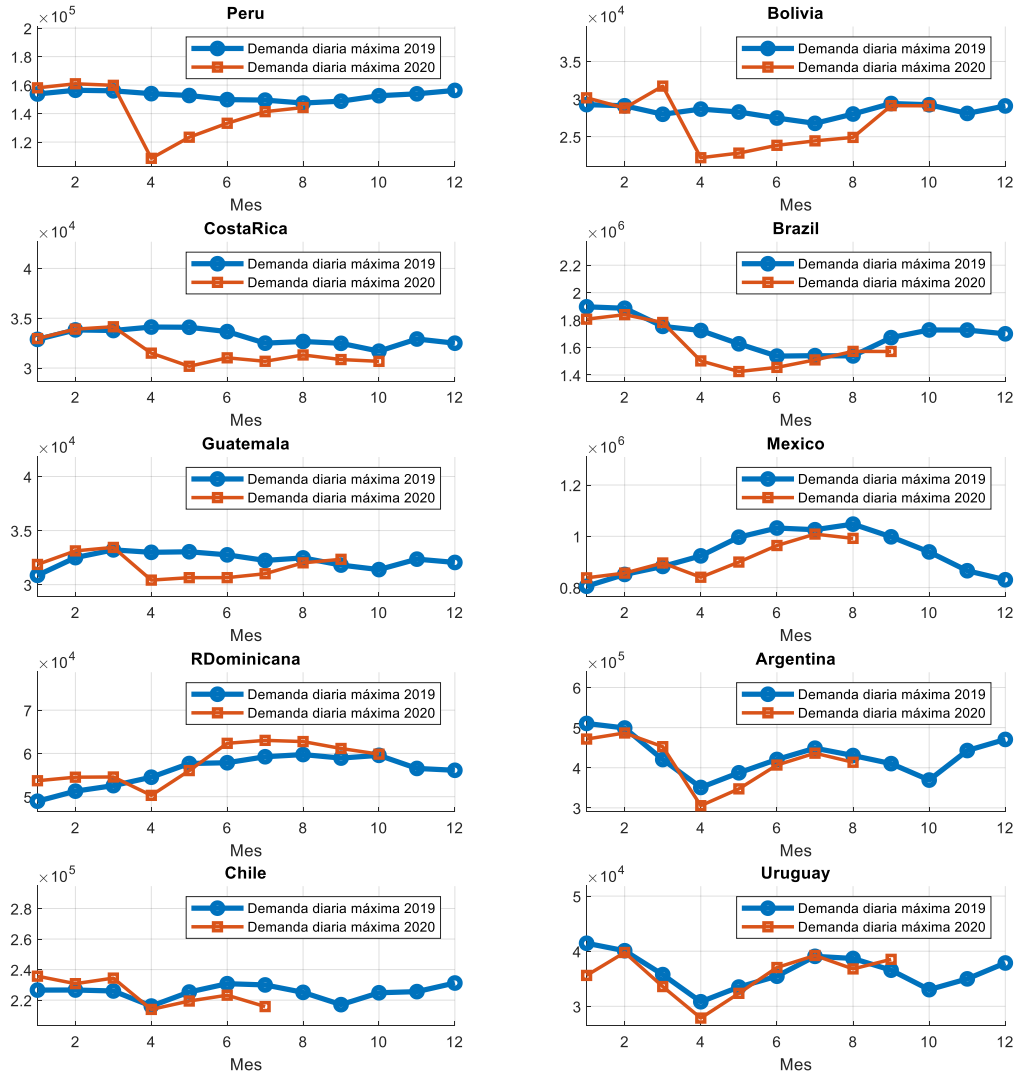 Peru
×10^5
2
1.8
1.6
1.4
1.2
2 4 6 8 10 12
Mes
Demanda diaria máxima 2019
Demanda diaria máxima 2020
Bolivia
×10^4
3.5
3
2.5
2 4 6 8 10 12
Mes
Demanda diaria máxima 2019
Demanda diaria máxima 2020
CostaRica
×10^4
4
3.5
3
2 4 6 8 10 12
Mes
Demanda diaria máxima 2019
Demanda diaria máxima 2020
Brazil
×10^6
2.2
2
1.8
1.6
1.4
2 4 6 8 10 12
Mes
Demanda diaria máxima 2019
Demanda diaria máxima 2020
Guatemala
×10^4
4
3.5
3
2 4 6 8 10 12
Mes
Demanda diaria máxima 2019
Demanda diaria máxima 2020
Mexico
×10^6
1.2
1
0.8
2 4 6 8 10 12
Mes
Demanda diaria máxima 2019
Demanda diaria máxima 2020
RDominicana
×10^4
7
6
5
2 4 6 8 10 12
Mes
Demanda diaria máxima 2019
Demanda diaria máxima 2020
Argentina
×10^5
6
5
4
3
2 4 6 8 10 12
Mes
Demanda diaria máxima 2019
Demanda diaria máxima 2020
Chile
×10^5
2.8
2.6
2.4
2.2
2 4 6 8 10 12
Mes
Demanda diaria máxima 2019
Demanda diaria máxima 2020
Uruguay
×10^4
5
4
3
2 4 6 8 10 12
Mes
Demanda diaria máxima 2019
Demanda diaria máxima 2020